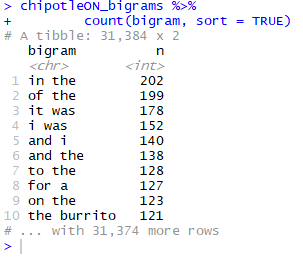 > chipotleON_bigrams %>%
+ count(bigram, sort = TRUE)
# A tibble: 31,384 x 2
bigram n
<chr> <int>
1 in the 202
2 of the 199
3 it was 178
4 i was 152
5 and i 140
6 and the 138
7 to the 128
8 for a 127
9 on the 123
10 the burrito 121
# ... with 31,374 more rows
>